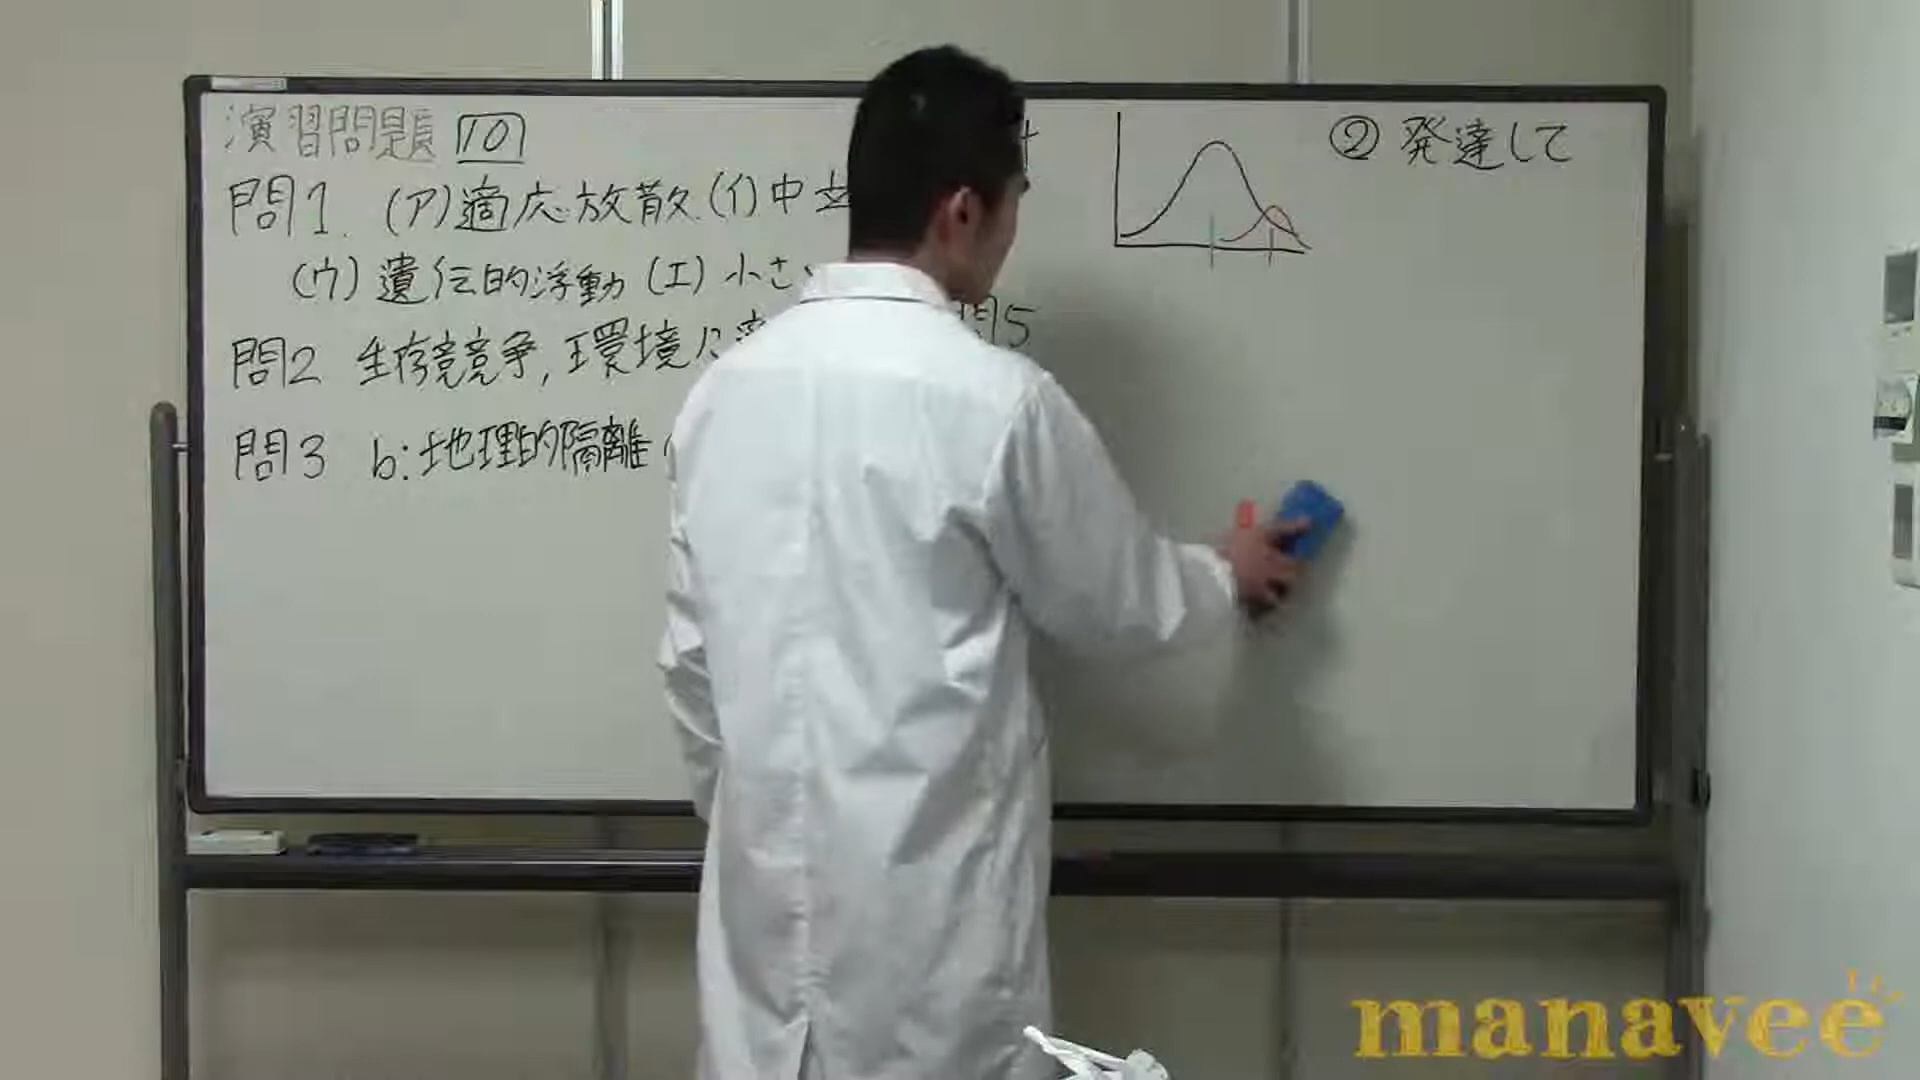 演習問題 10
問1. (ア)適応放散 (イ)中立
(ウ)遺伝的浮動 (エ)小さ
問2 生存競争, 環境に
問3 b:地理的隔離
問5
② 発達して
manavee